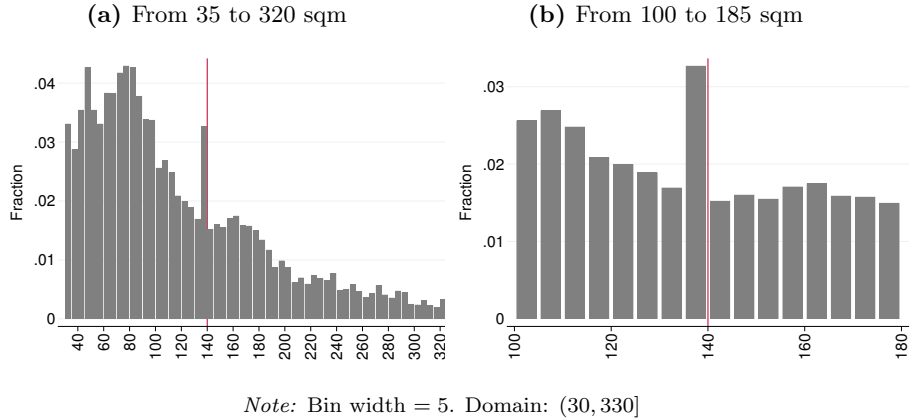 (a) From 35 to 320 sqm
(b) From 100 to 185 sqm
Fraction
.04
.03
.02
.01
0
40 60 80 100 120 140 160 180 200 220 240 260 280 300 320
Fraction
.03
.02
.01
0
100 120 140 160 180
Note: Bin width = 5. Domain: (30, 330]